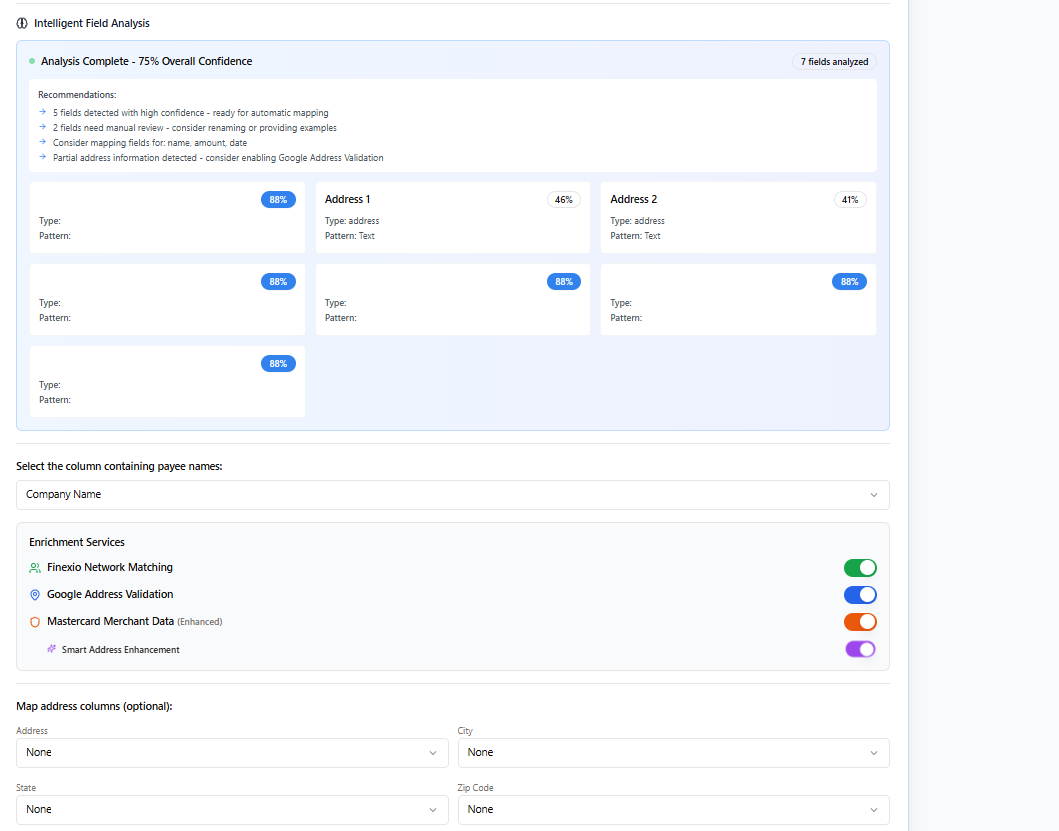 Intelligent Field Analysis
Analysis Complete - 75% Overall Confidence
7 fields analyzed
Recommendations:
→ 5 fields detected with high confidence - ready for automatic mapping
→ 2 fields need manual review - consider renaming or providing examples
→ Consider mapping fields for: name, amount, date
→ Partial address information detected - consider enabling Google Address Validation
88%
Type:
Pattern:
Address 1
46%
Type: address
Pattern: Text
Address 2
41%
Type: address
Pattern: Text
88%
Type:
Pattern:
88%
Type:
Pattern:
88%
Type:
Pattern:
88%
Type:
Pattern:
Select the column containing payee names:
Company Name
Enrichment Services
Finexio Network Matching
Google Address Validation
Mastercard Merchant Data (Enhanced)
Smart Address Enhancement
Map address columns (optional):
Address
None
City
None
State
None
Zip Code
None